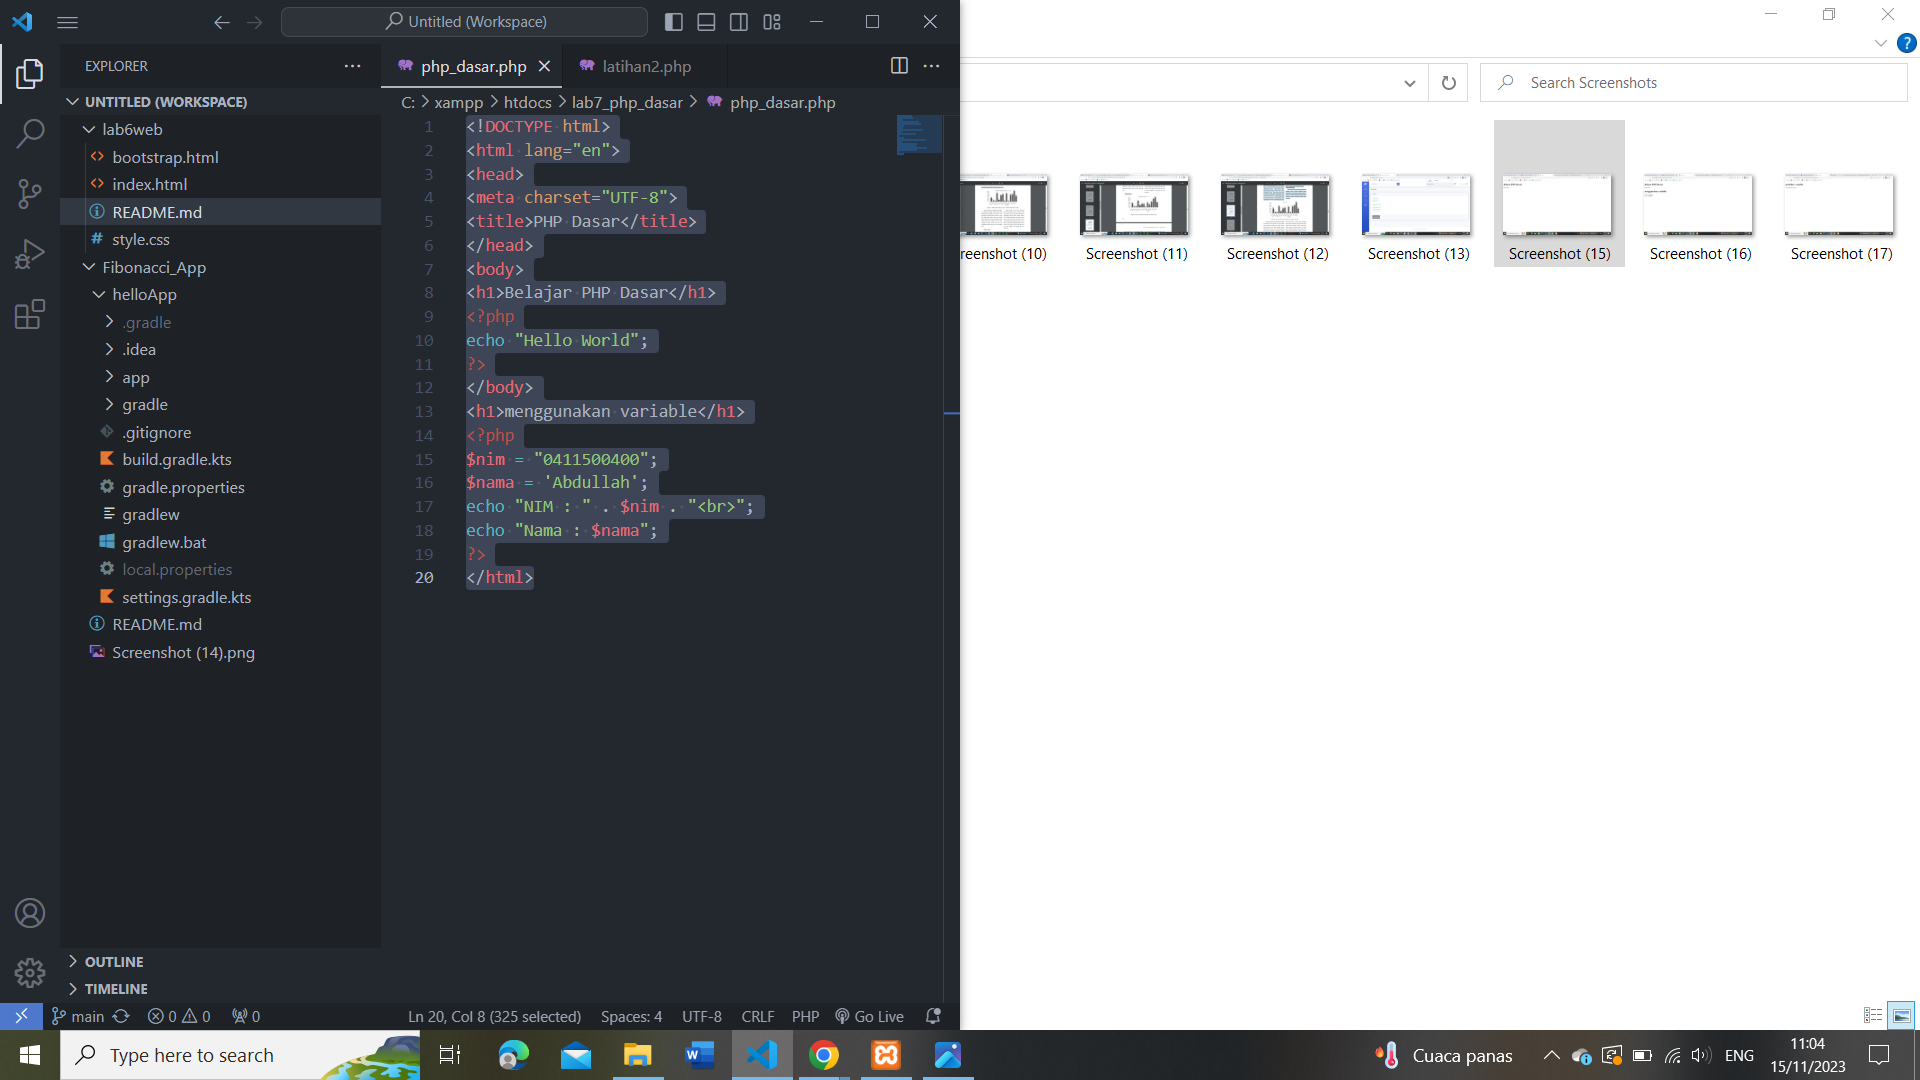 Untitled (Workspace)
EXPLORER
UNTITLED (WORKSPACE)
lab6web
bootstrap.html
index.html
README.md
style.css
Fibonacci_App
helloApp
.gradle
.idea
app
gradle
.gitignore
build.gradle.kts
gradle.properties
gradlew
gradlew.bat
local.properties
settings.gradle.kts
README.md
Screenshot (14).png
OUTLINE
TIMELINE
php_dasar.php
latihan2.php
C: > xampp > htdocs > lab7_php_dasar > php_dasar.php
1 <!DOCTYPE html>
2 <html lang="en">
3 <head>
4 <meta charset="UTF-8">
5 <title>PHP Dasar</title>
6 </head>
7 <body>
8 <h1>Belajar PHP Dasar</h1>
9 <?php
10 echo "Hello World";
11 ?>
12 </body>
13 <h1>menggunakan variable</h1>
14 <?php
15 $nim = "0411500400";
16 $nama = 'Abdullah';
17 echo "NIM : " . $nim . "<br>";
18 echo "Nama : $nama";
19 ?>
20 </html>
main 0 0 0 Ln 20, Col 8 (325 selected) Spaces: 4 UTF-8 CRLF PHP Go Live
Search Screenshots
reenshot (10) Screenshot (11) Screenshot (12) Screenshot (13) Screenshot (15) Screenshot (16) Screenshot (17)
Type here to search
Cuaca panas
ENG
11:04
15/11/2023